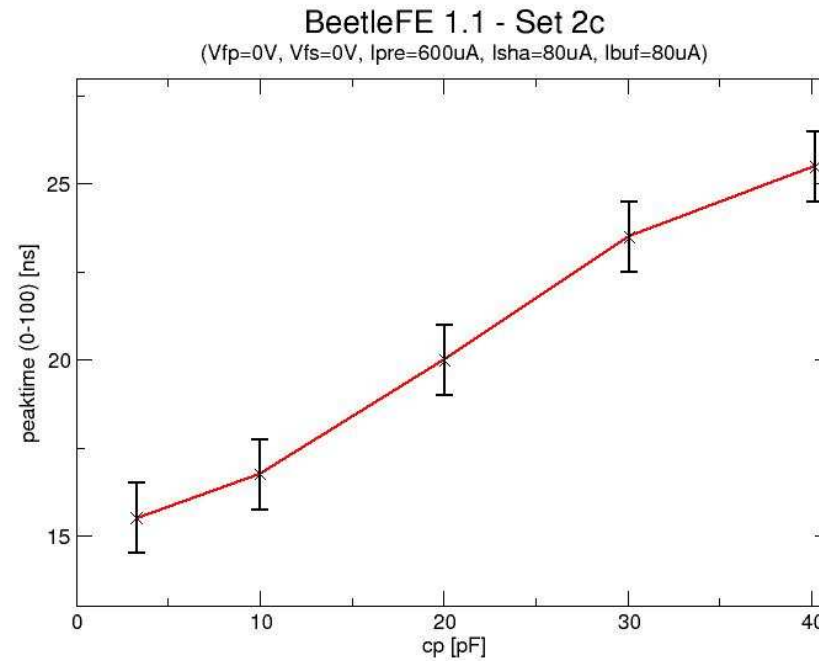 BeetleFE 1.1 - Set 2c
(Vfp=0V, Vfs=0V, Ipre=600uA, Isha=80uA, Ibuf=80uA)
peaktime (0-100) [ns]
25
20
15
0 10 20 30 40
cp [pF]